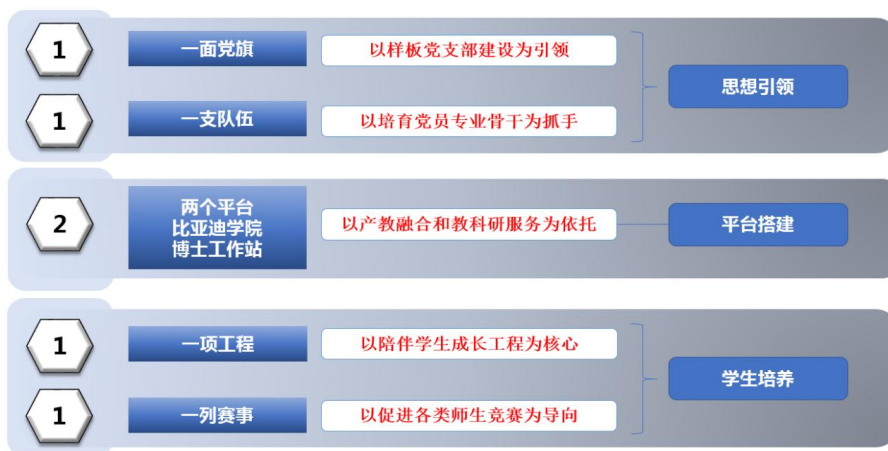 1
一面党旗
以样板党支部建设为引领
1
一支队伍
以培育党员专业骨干为抓手
思想引领
2
两个平台
比亚迪学院
博士工作站
以产教融合和教科研服务为依托
平台搭建
1
一项工程
以陪伴学生成长工程为核心
1
一列赛事
以促进各类师生竞赛为导向
学生培养